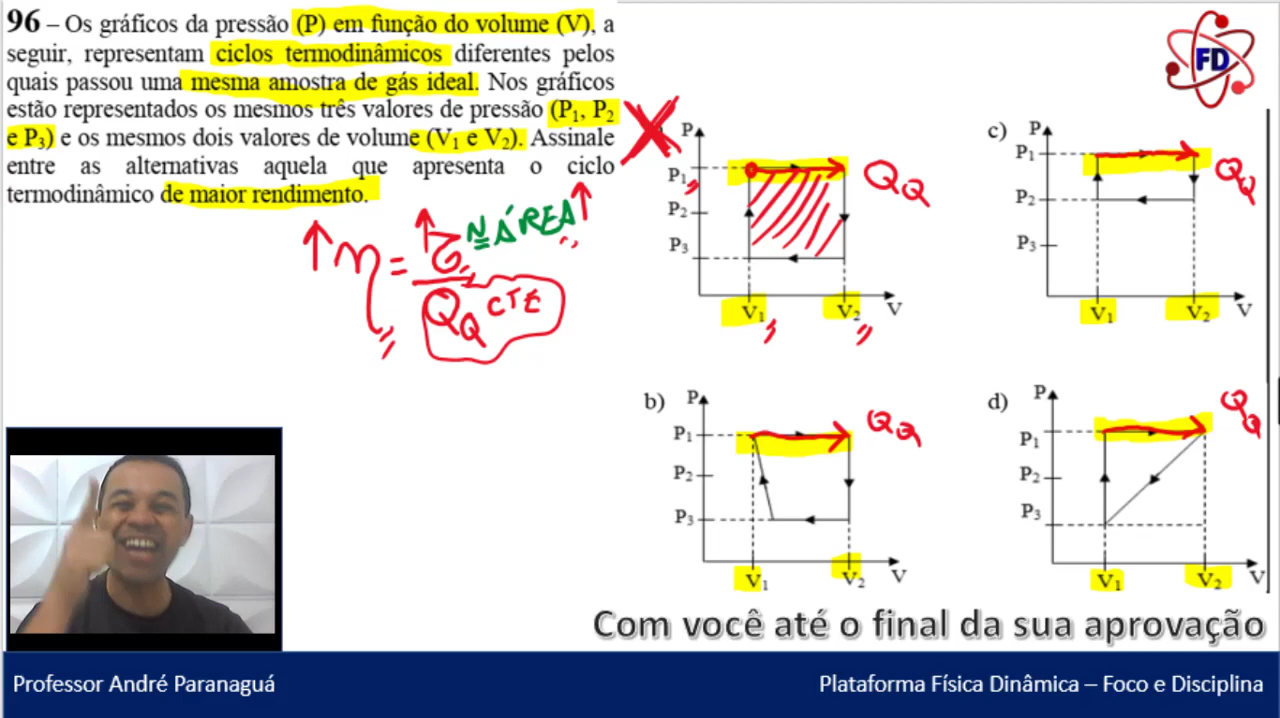 96 – Os gráficos da pressão (P) em função do volume (V), a
seguir, representam ciclos termodinâmicos diferentes pelos
quais passou uma mesma amostra de gás ideal. Nos gráficos
estão representados os mesmos três valores de pressão (P1, P2
e P3) e os mesmos dois valores de volume (V1 e V2). Assinale
entre as alternativas aquela que apresenta o ciclo
termodinâmico de maior rendimento.
↑η = ↑τ N= ÁREA↑
QQ CTE
FD
P
P1
P2
P3
V1
V2
V
QQ
c)
P
P1
P2
P3
V1
V2
V
QQ
b)
P
P1
P2
P3
V1
V2
V
QQ
d)
P
P1
P2
P3
V1
V2
V
QQ
Com você até o final da sua aprovação
Professor André Paranaguá
Plataforma Física Dinâmica – Foco e Disciplina